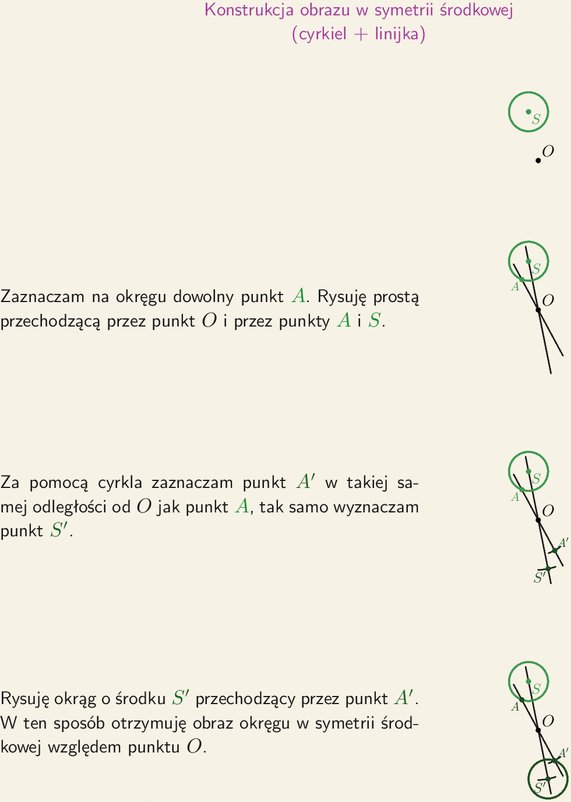 Konstrukcja obrazu w symetrii środkowej
(cyrkiel + linijka)
S
O
Zaznaczam na okręgu dowolny punkt A. Rysuję prostą
przechodzącą przez punkt O i przez punkty A i S.
S
A
O
Za pomocą cyrkla zaznaczam punkt A′ w takiej sa-
mej odległości od O jak punkt A, tak samo wyznaczam
punkt S′.
S
A
O
A′
S′
Rysuję okrąg o środku S′ przechodzący przez punkt A′.
W ten sposób otrzymuję obraz okręgu w symetrii środ-
kowej względem punktu O.
S
A
O
A′
S′